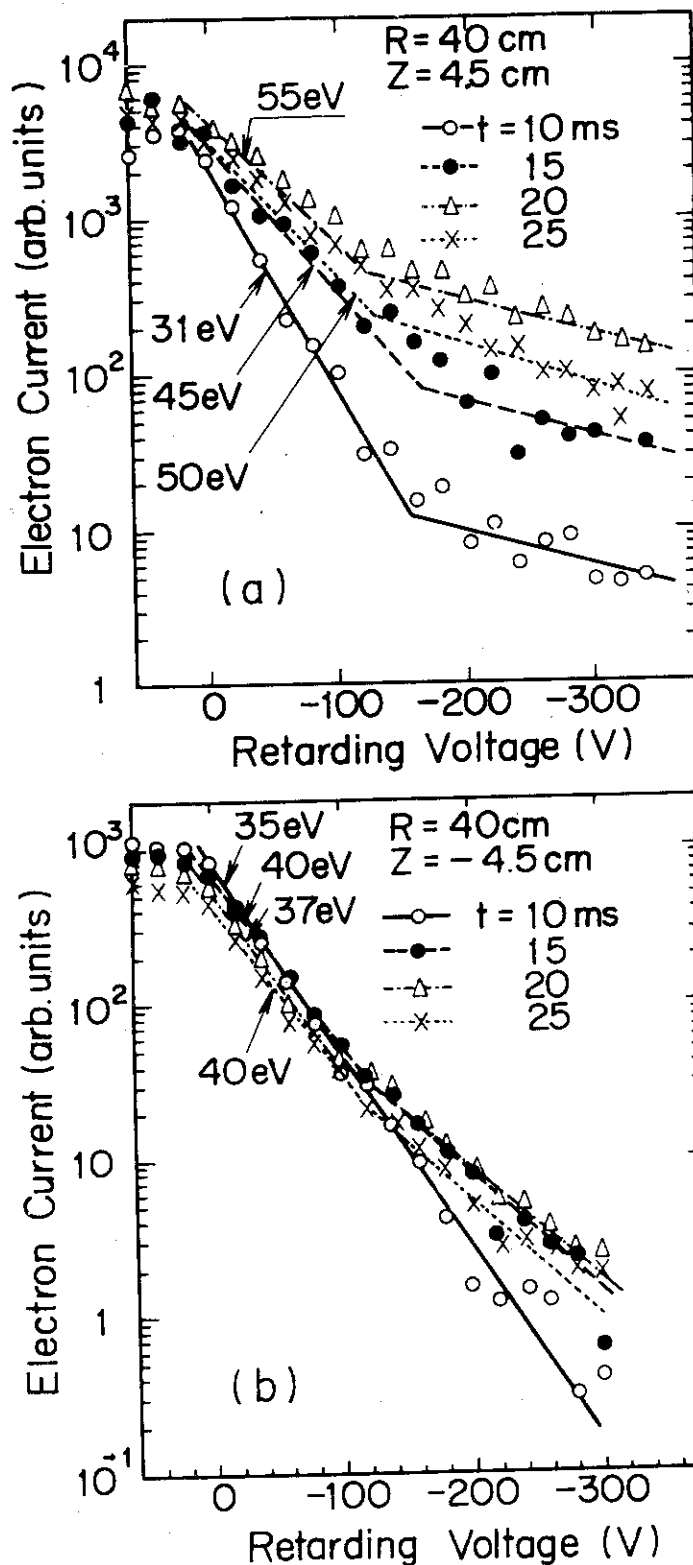 R = 40 cm
Z = 4.5 cm
t = 10 ms
15
20
25
55eV
31eV
45eV
50eV
(a)
10⁴
10³
10²
10
1
Electron Current (arb. units)
0 -100 -200 -300
Retarding Voltage (V)
R = 40cm
Z = -4.5 cm
t = 10 ms
15
20
25
35eV
40eV
37eV
40eV
(b)
10³
10²
10
1
10⁻¹
Electron Current (arb. units)
0 -100 -200 -300
Retarding Voltage (V)